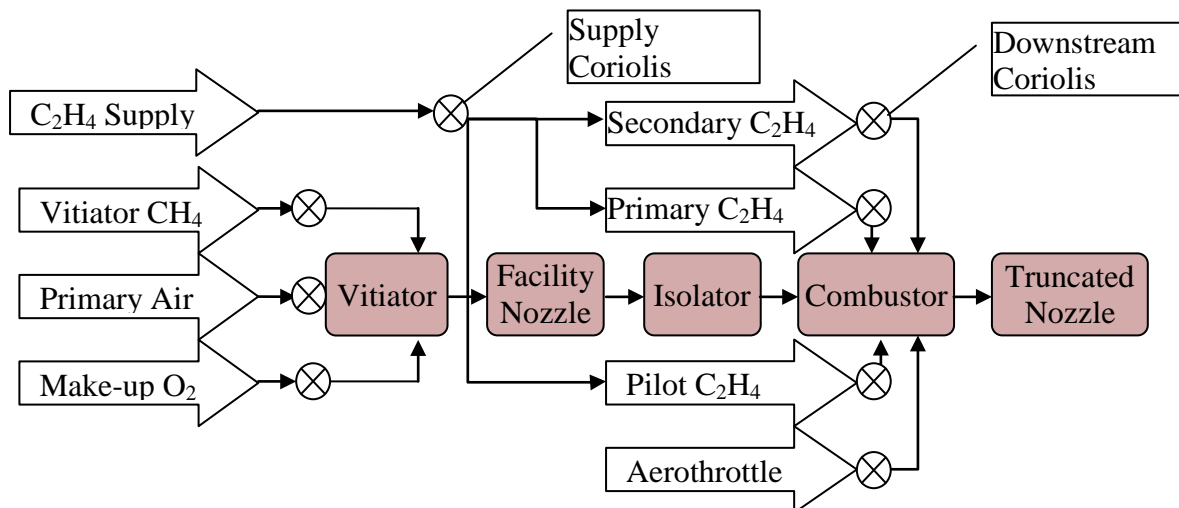 Supply
Coriolis
Downstream
Coriolis
C₂H₄ Supply
Secondary C₂H₄
Vitiator CH₄
Primary C₂H₄
Primary Air
Vitiator
Facility
Nozzle
Isolator
Combustor
Truncated
Nozzle
Make-up O₂
Pilot C₂H₄
Aerothrottle